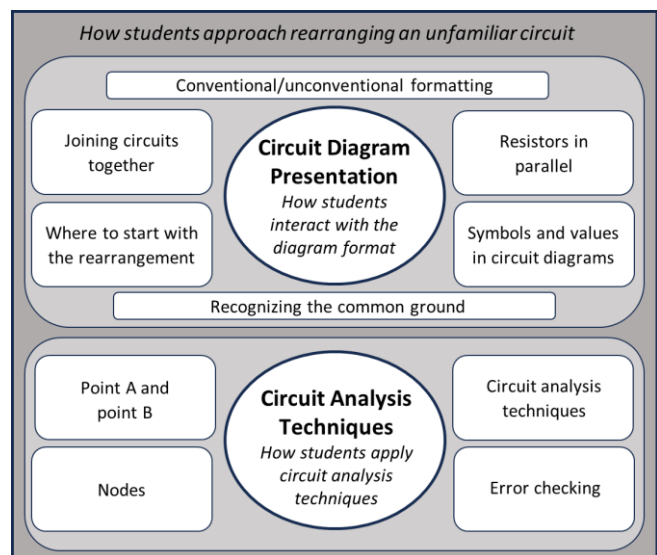 How students approach rearranging an unfamiliar circuit
Conventional/unconventional formatting
Joining circuits
together
Where to start with
the rearrangement
Circuit Diagram
Presentation
How students
interact with the
diagram format
Resistors in
parallel
Symbols and values
in circuit diagrams
Recognizing the common ground
Point A and
point B
Nodes
Circuit Analysis
Techniques
How students apply
circuit analysis
techniques
Circuit analysis
techniques
Error checking